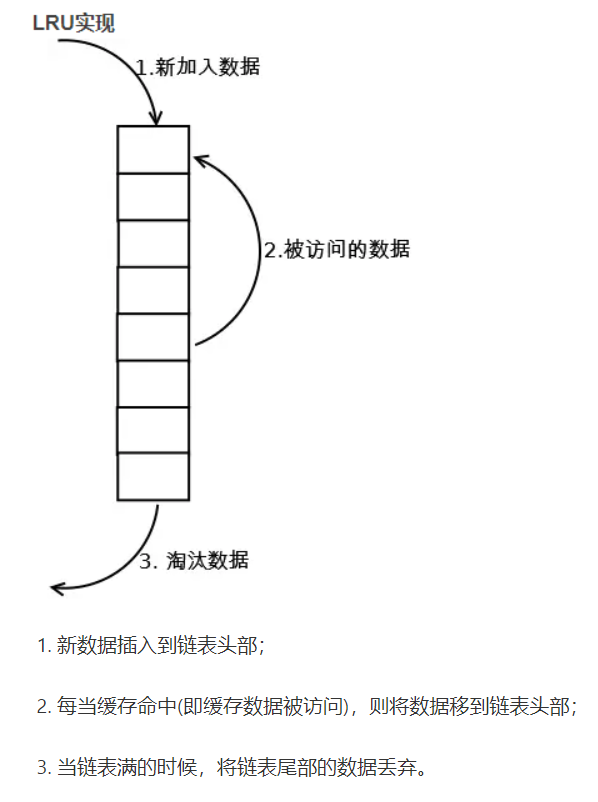 LRU实现
1.新加入数据
2.被访问的数据
3. 淘汰数据
1. 新数据插入到链表头部；
2. 每当缓存命中(即缓存数据被访问)，则将数据移到链表头部；
3. 当链表满的时候，将链表尾部的数据丢弃。